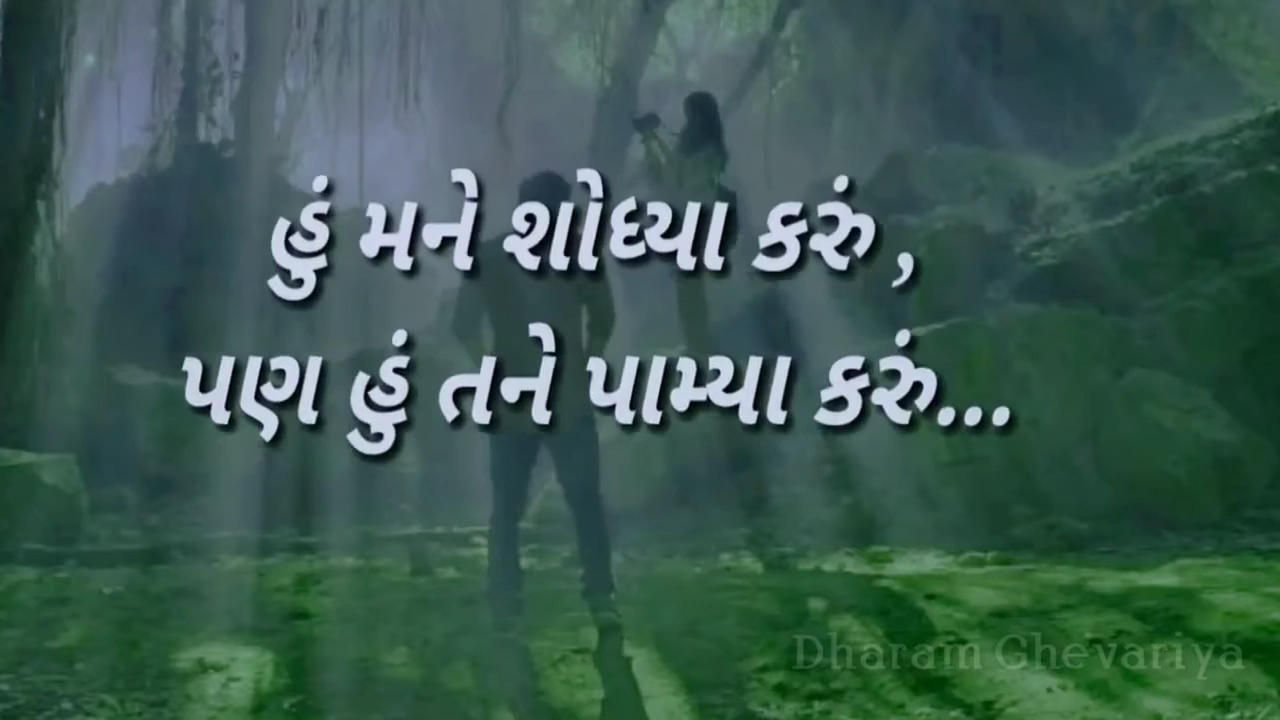 હું મને શોધ્યા કરું ,
પણ હું તને પામ્યા કરું...
Dharam Ghevariya